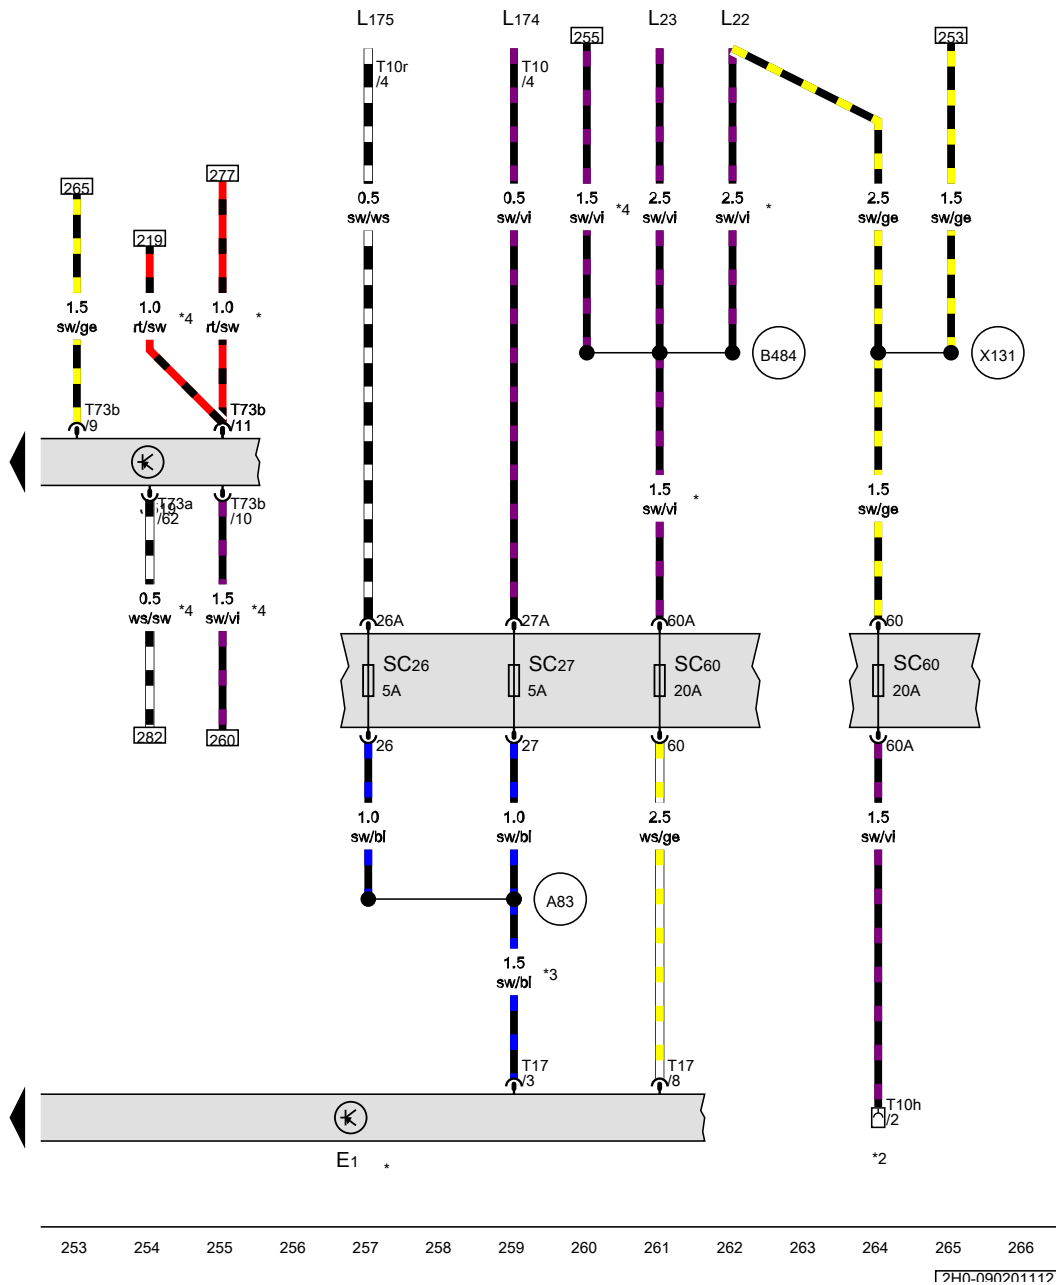 L175 L174 L23 L22
255 253
T10r
/4
T10
/4
277
265
0.5
sw/ws
0.5
sw/vi
1.5
sw/vi
*4
2.5
sw/vi
2.5
sw/vi
*
2.5
sw/ge
1.5
sw/ge
219
1.5
sw/ge
1.0
rt/sw
*4
1.0
rt/sw
*
B484
X131
T73b
/9
T73b
/11
1.5
sw/vi
*
1.5
sw/ge
T73a
/62
T73b
/10
0.5
ws/sw
*4
1.5
sw/vi
*4
26A 27A 60A 60
SC26
5A
SC27
5A
SC60
20A
SC60
20A
282 260
26 27 60 60A
1.0
sw/bl
1.0
sw/bl
2.5
ws/ge
1.5
sw/vi
A83
1.5
sw/bl
*3
T17
/3
T17
/8
T10h
/2
E1 *
*2
253 254 255 256 257 258 259 260 261 262 263 264 265 266
2H0-090201112